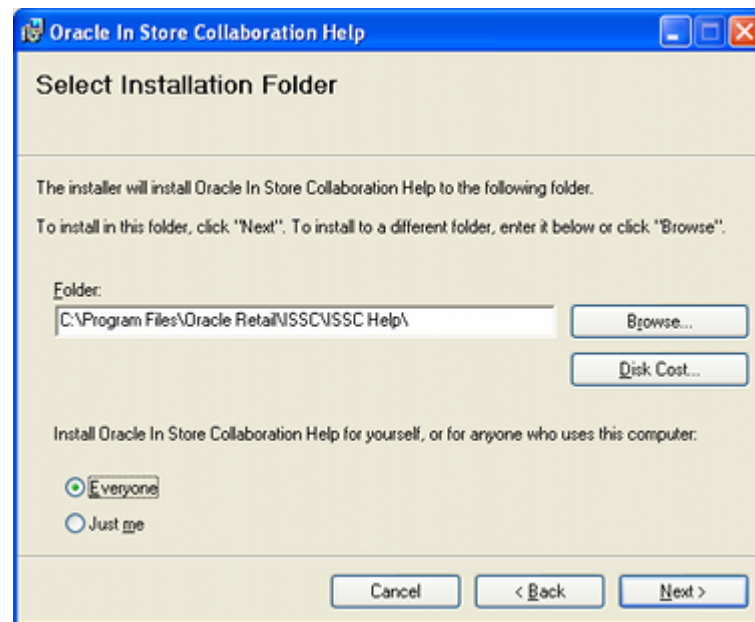 Oracle In Store Collaboration Help
Select Installation Folder
The installer will install Oracle In Store Collaboration Help to the following folder.
To install in this folder, click "Next". To install to a different folder, enter it below or click "Browse".
Folder:
C:\Program Files\Oracle Retail\ISSC\ISSC Help\
Browse...
Disk Cost...
Install Oracle In Store Collaboration Help for yourself, or for anyone who uses this computer:
Everyone
Just me
Cancel
< Back
Next >